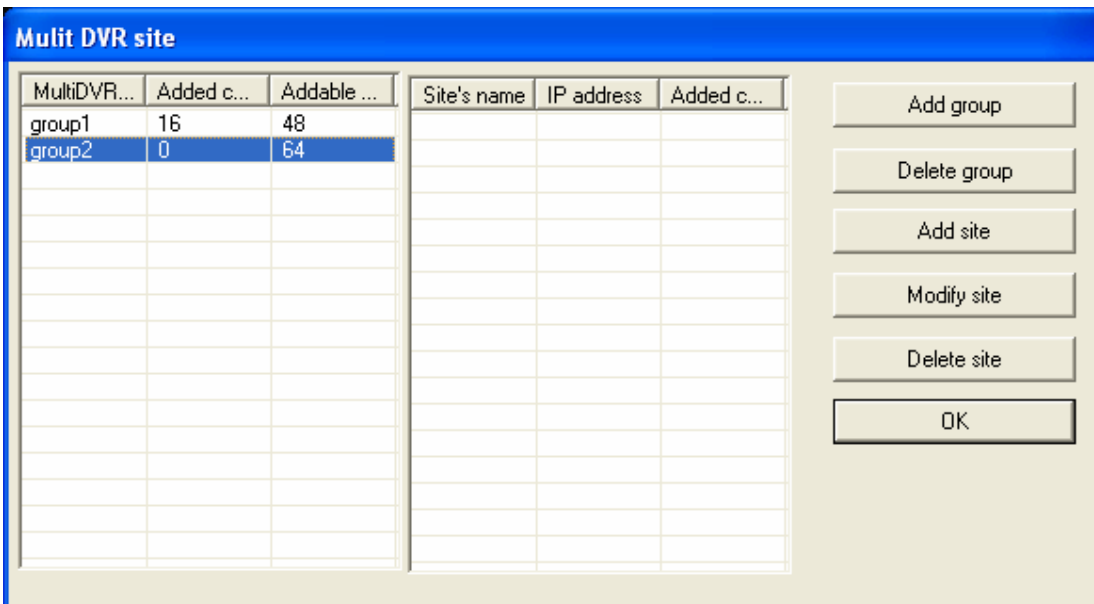 Mulit DVR site
MultiDVR... Added c... Addable ...
group1 16 48
group2 0 64
Site's name IP address Added c...
Add group
Delete group
Add site
Modify site
Delete site
OK